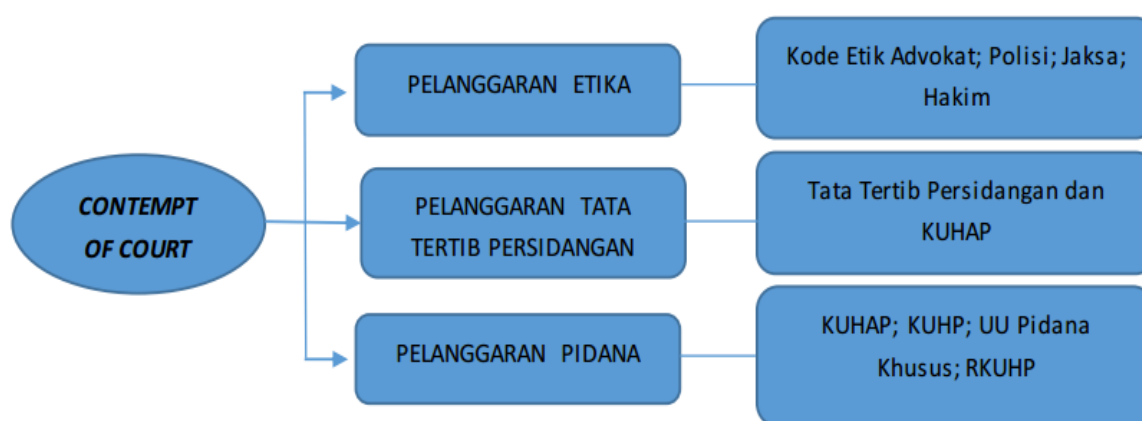 CONTEMPT
OF COURT
PELANGGARAN ETIKA
Kode Etik Advokat; Polisi; Jaksa;
Hakim
PELANGGARAN TATA
TERTIB PERSIDANGAN
Tata Tertib Persidangan dan
KUHAP
PELANGGARAN PIDANA
KUHAP; KUHP; UU Pidana
Khusus; RKUHP